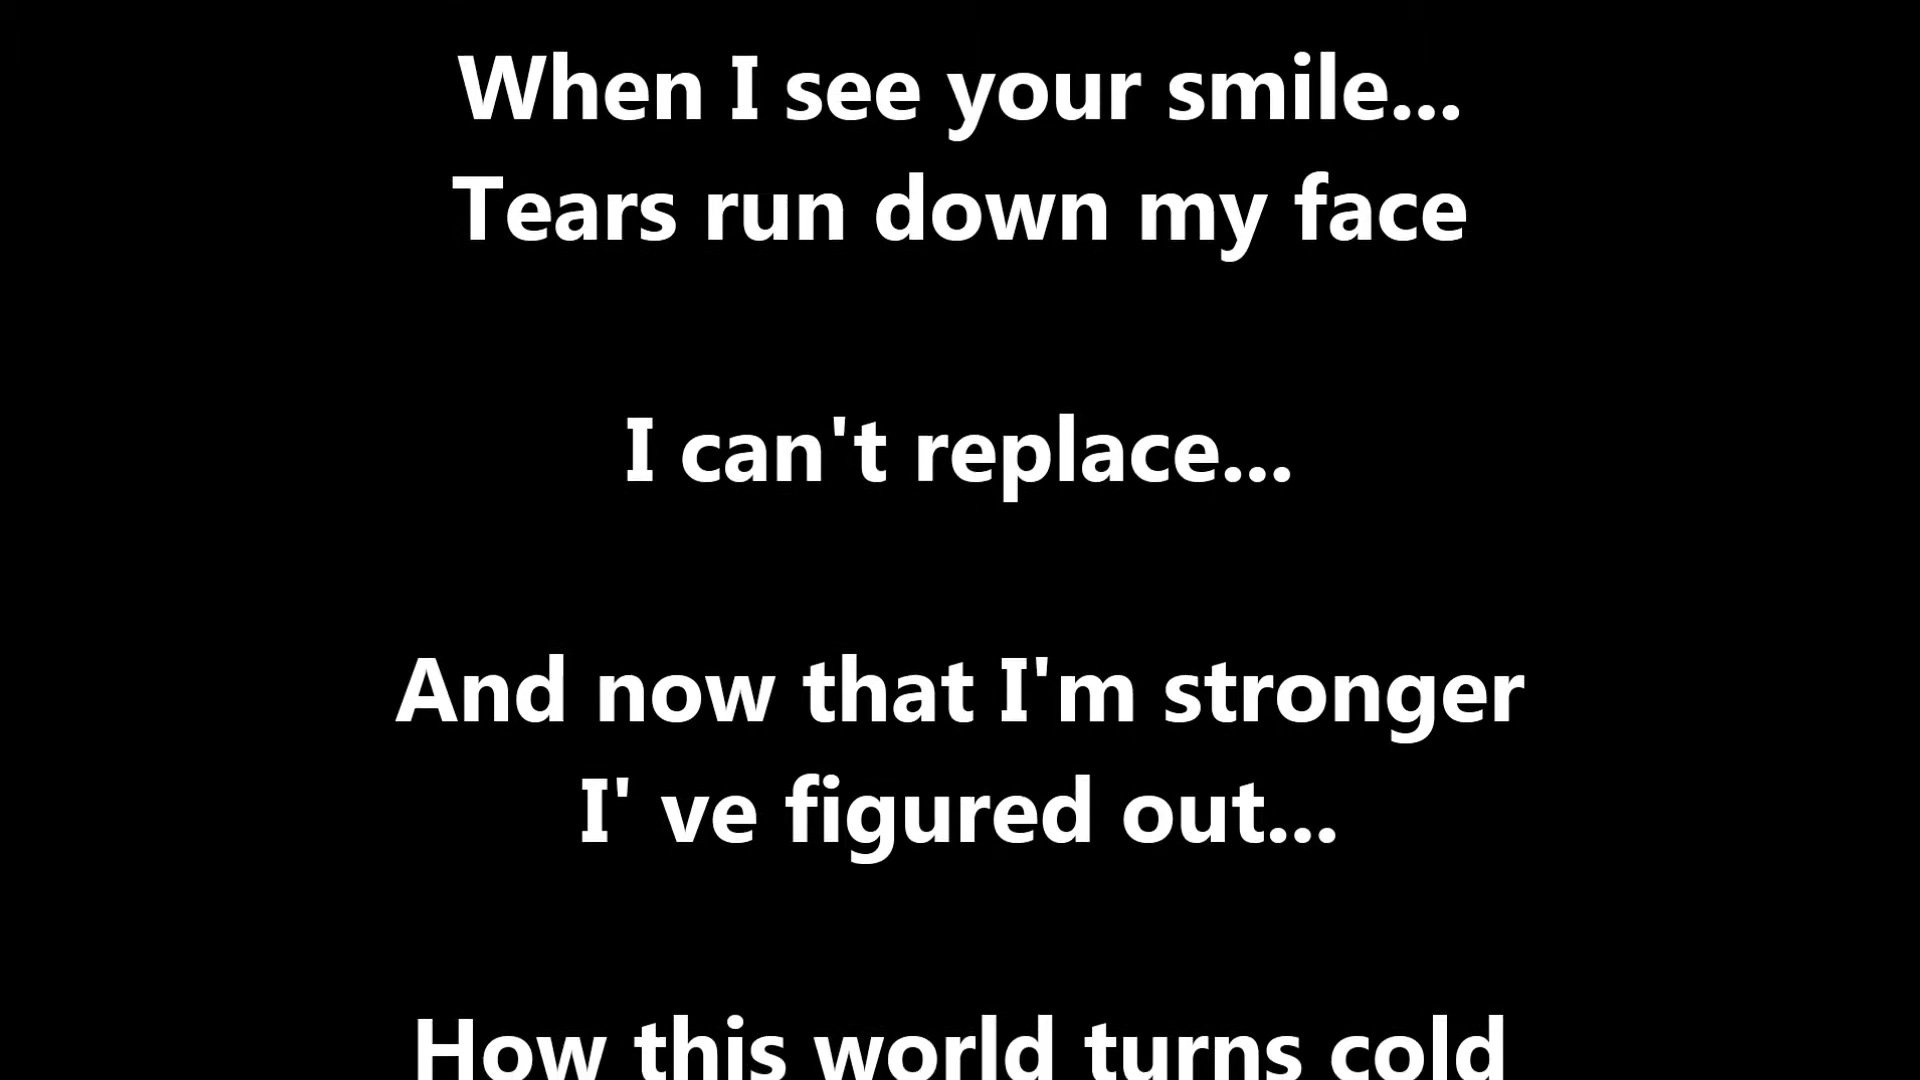 When I see your smile...
Tears run down my face
I can't replace...
And now that I'm stronger
I' ve figured out...
How this world turns cold